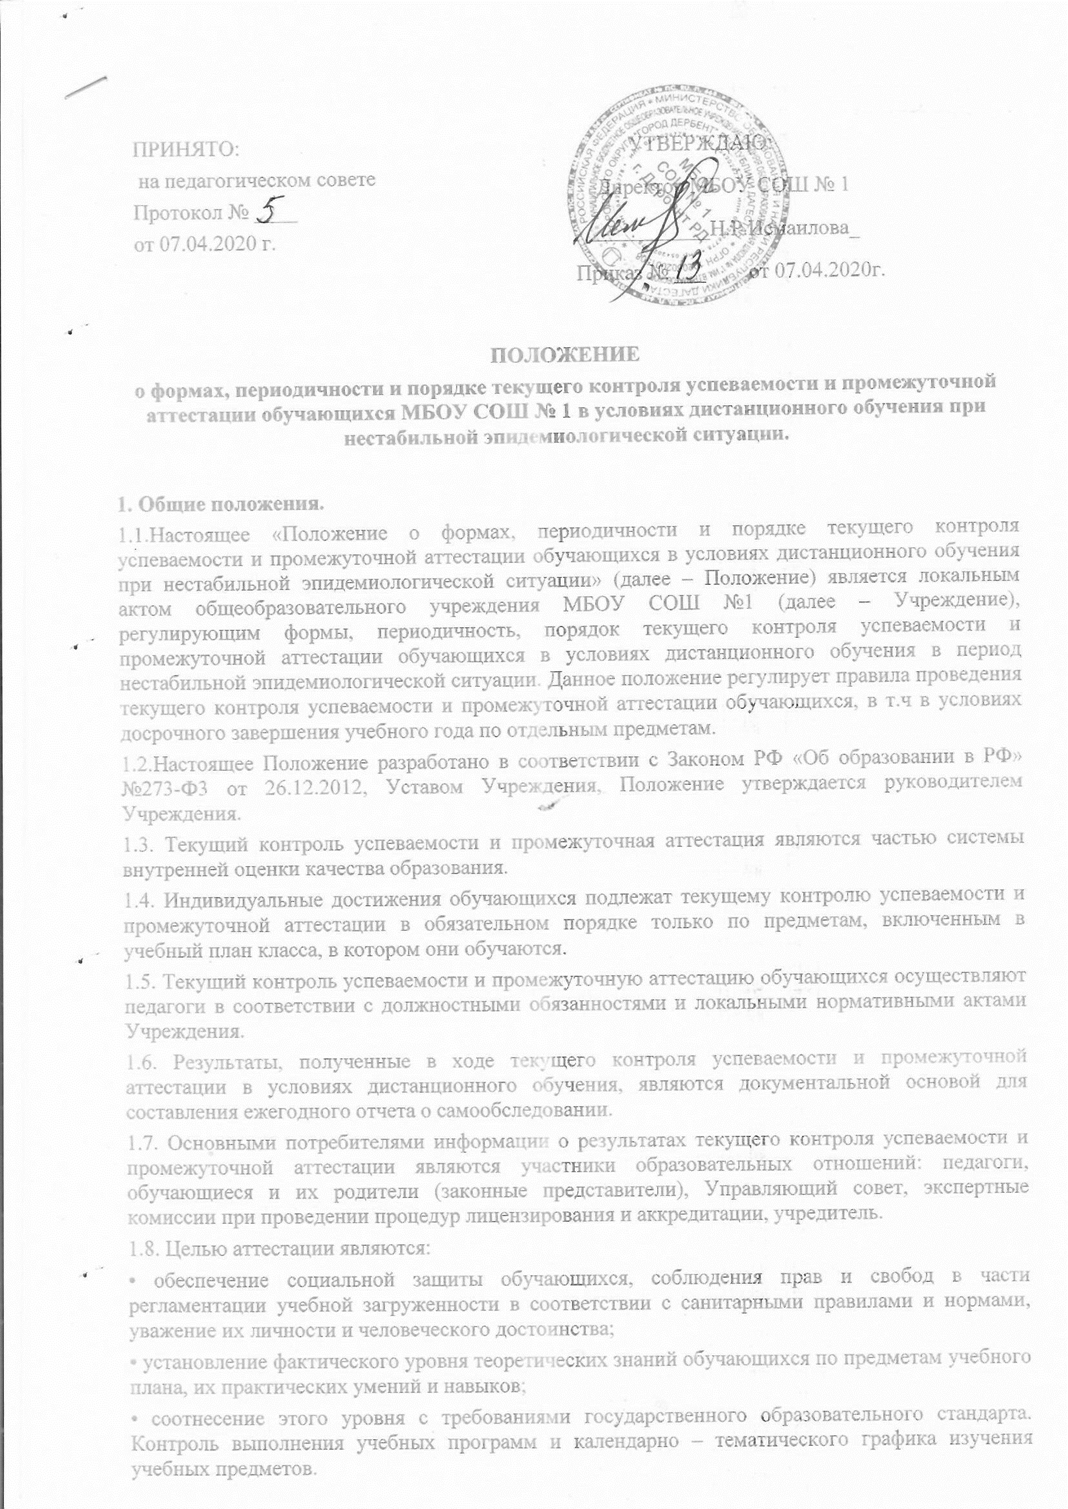 ПРИНЯТО:
на педагогическом совете
Протокол № 5
от 07.04.2020 г.
УТВЕРЖДАЮ:
Директор МБОУ СОШ № 1
Н.Р.Исмаилова_
Приказ № 13 от 07.04.2020г.
МБОУ
СОШ № 1
г. Дербент РД
ПОЛОЖЕНИЕ
о формах, периодичности и порядке текущего контроля успеваемости и промежуточной
аттестации обучающихся МБОУ СОШ № 1 в условиях дистанционного обучения при
нестабильной эпидемиологической ситуации.
1. Общие положения.
1.1.Настоящее «Положение о формах, периодичности и порядке текущего контроля
успеваемости и промежуточной аттестации обучающихся в условиях дистанционного обучения
при нестабильной эпидемиологической ситуации» (далее – Положение) является локальным
актом общеобразовательного учреждения МБОУ СОШ №1 (далее – Учреждение),
регулирующим формы, периодичность, порядок текущего контроля успеваемости и
промежуточной аттестации обучающихся в условиях дистанционного обучения в период
нестабильной эпидемиологической ситуации. Данное положение регулирует правила проведения
текущего контроля успеваемости и промежуточной аттестации обучающихся, в т.ч в условиях
досрочного завершения учебного года по отдельным предметам.
1.2.Настоящее Положение разработано в соответствии с Законом РФ «Об образовании в РФ»
№273-ФЗ от 26.12.2012, Уставом Учреждения, Положение утверждается руководителем
Учреждения.
1.3. Текущий контроль успеваемости и промежуточная аттестация являются частью системы
внутренней оценки качества образования.
1.4. Индивидуальные достижения обучающихся подлежат текущему контролю успеваемости и
промежуточной аттестации в обязательном порядке только по предметам, включенным в
учебный план класса, в котором они обучаются.
1.5. Текущий контроль успеваемости и промежуточную аттестацию обучающихся осуществляют
педагоги в соответствии с должностными обязанностями и локальными нормативными актами
Учреждения.
1.6. Результаты, полученные в ходе текущего контроля успеваемости и промежуточной
аттестации в условиях дистанционного обучения, являются документальной основой для
составления ежегодного отчета о самообследовании.
1.7. Основными потребителями информации о результатах текущего контроля успеваемости и
промежуточной аттестации являются участники образовательных отношений: педагоги,
обучающиеся и их родители (законные представители), Управляющий совет, экспертные
комиссии при проведении процедур лицензирования и аккредитации, учредитель.
1.8. Целью аттестации являются:
• обеспечение социальной защиты обучающихся, соблюдения прав и свобод в части
регламентации учебной загруженности в соответствии с санитарными правилами и нормами,
уважение их личности и человеческого достоинства;
• установление фактического уровня теоретических знаний обучающихся по предметам учебного
плана, их практических умений и навыков;
• соотнесение этого уровня с требованиями государственного образовательного стандарта.
Контроль выполнения учебных программ и календарно – тематического графика изучения
учебных предметов.